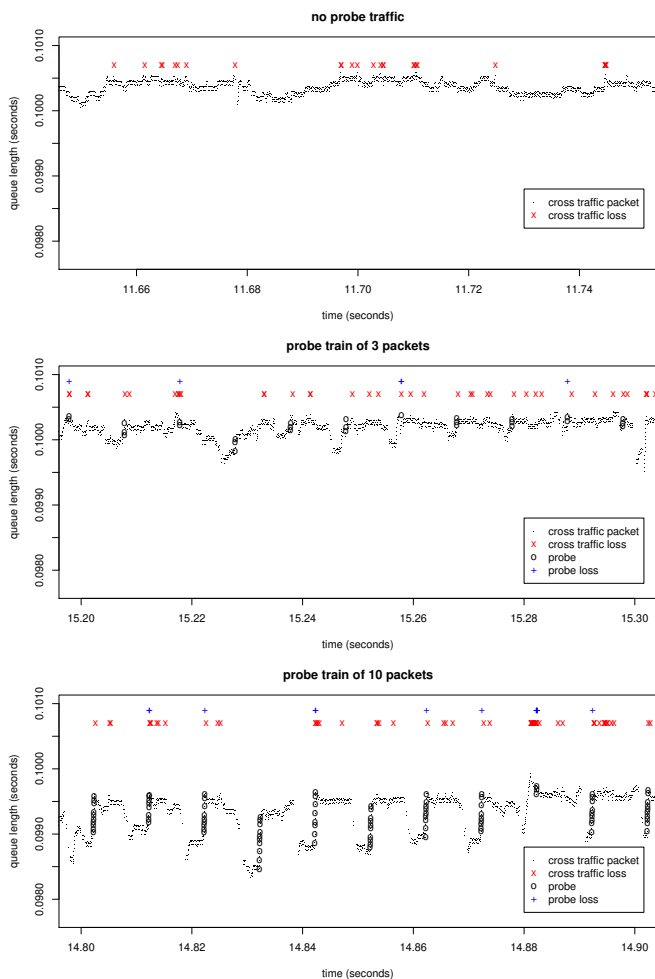 no probe traffic
0.1010
0.1000
0.0990
0.0980
queue length (seconds)
cross traffic packet
x cross traffic loss
11.66 11.68 11.70 11.72 11.74
time (seconds)
probe train of 3 packets
0.1010
0.1000
0.0990
0.0980
queue length (seconds)
cross traffic packet
x cross traffic loss
o probe
+ probe loss
15.20 15.22 15.24 15.26 15.28 15.30
time (seconds)
probe train of 10 packets
0.1010
0.1000
0.0990
0.0980
queue length (seconds)
cross traffic packet
x cross traffic loss
o probe
+ probe loss
14.80 14.82 14.84 14.86 14.88 14.90
time (seconds)